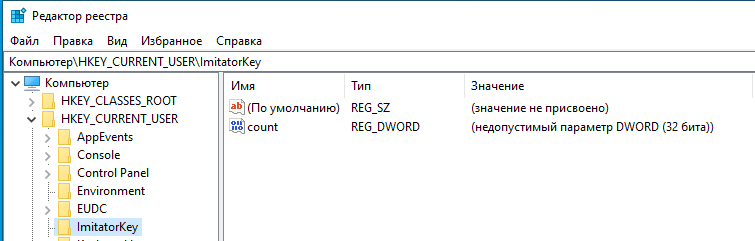 Редактор реестра
Файл Правка Вид Избранное Справка
Компьютер\HKEY_CURRENT_USER\ImitatorKey
Компьютер
HKEY_CLASSES_ROOT
HKEY_CURRENT_USER
AppEvents
Console
Control Panel
Environment
EUDC
ImitatorKey
Имя Тип Значение
(По умолчанию) REG_SZ (значение не присвоено)
count REG_DWORD (недопустимый параметр DWORD (32 бита))